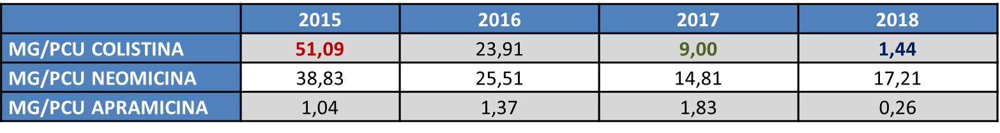 2015 2016 2017 2018
MG/PCU COLISTINA 51,09 23,91 9,00 1,44
MG/PCU NEOMICINA 38,83 25,51 14,81 17,21
MG/PCU APRAMICINA 1,04 1,37 1,83 0,26